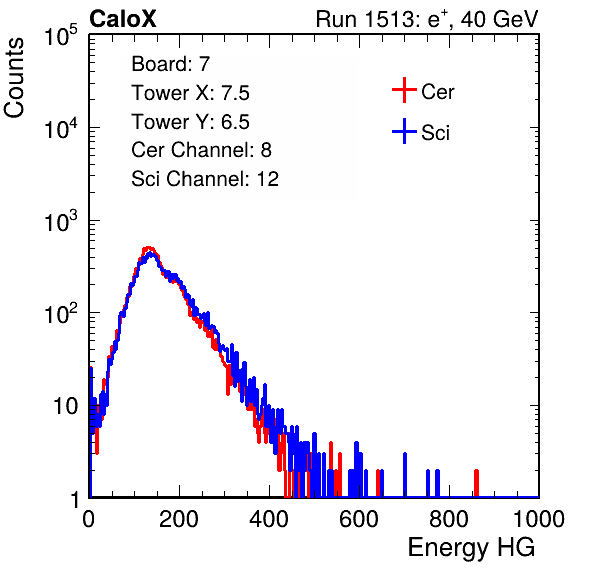 CaloX Run 1513: e⁺, 40 GeV
Board: 7
Tower X: 7.5
Tower Y: 6.5
Cer Channel: 8
Sci Channel: 12
Cer
Sci
Counts
10⁵
10⁴
10³
10²
10
1
0 200 400 600 800 1000
Energy HG